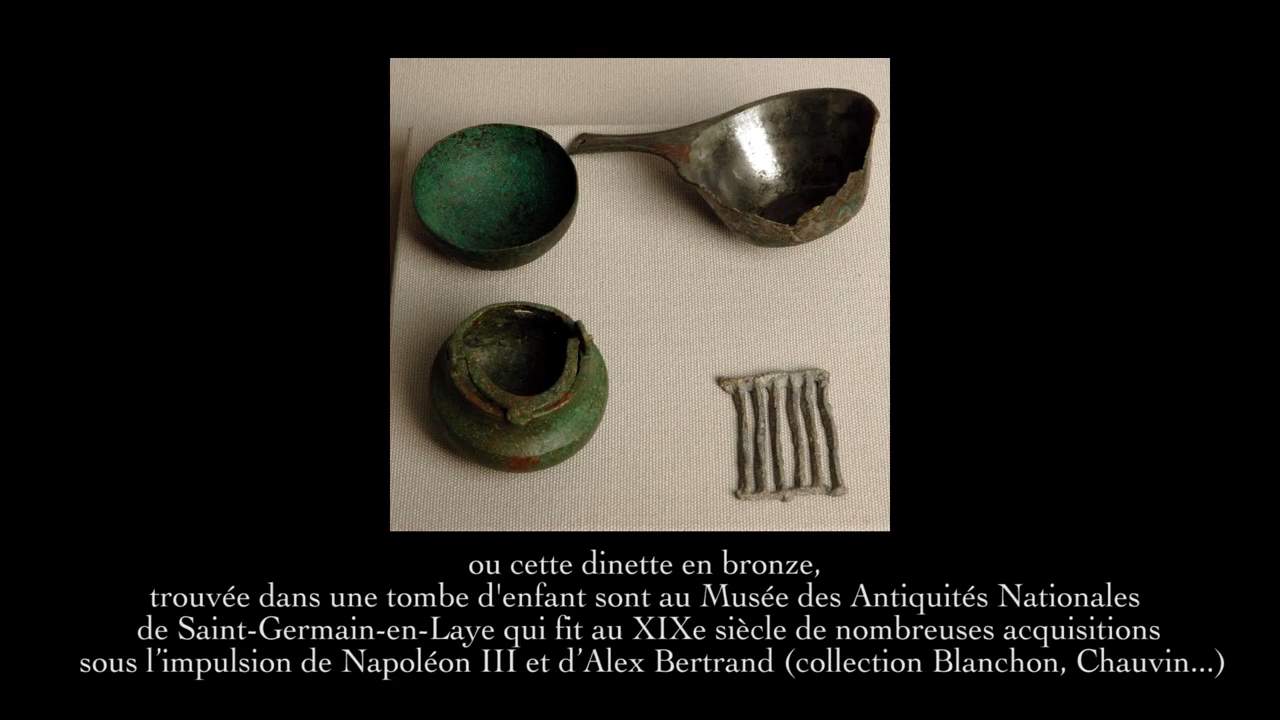 ou cette dinette en bronze,
trouvée dans une tombe d'enfant sont au Musée des Antiquités Nationales
de Saint-Germain-en-Laye qui fit au XIXe siècle de nombreuses acquisitions
sous l’impulsion de Napoléon III et d’Alex Bertrand (collection Blanchon, Chauvin...)